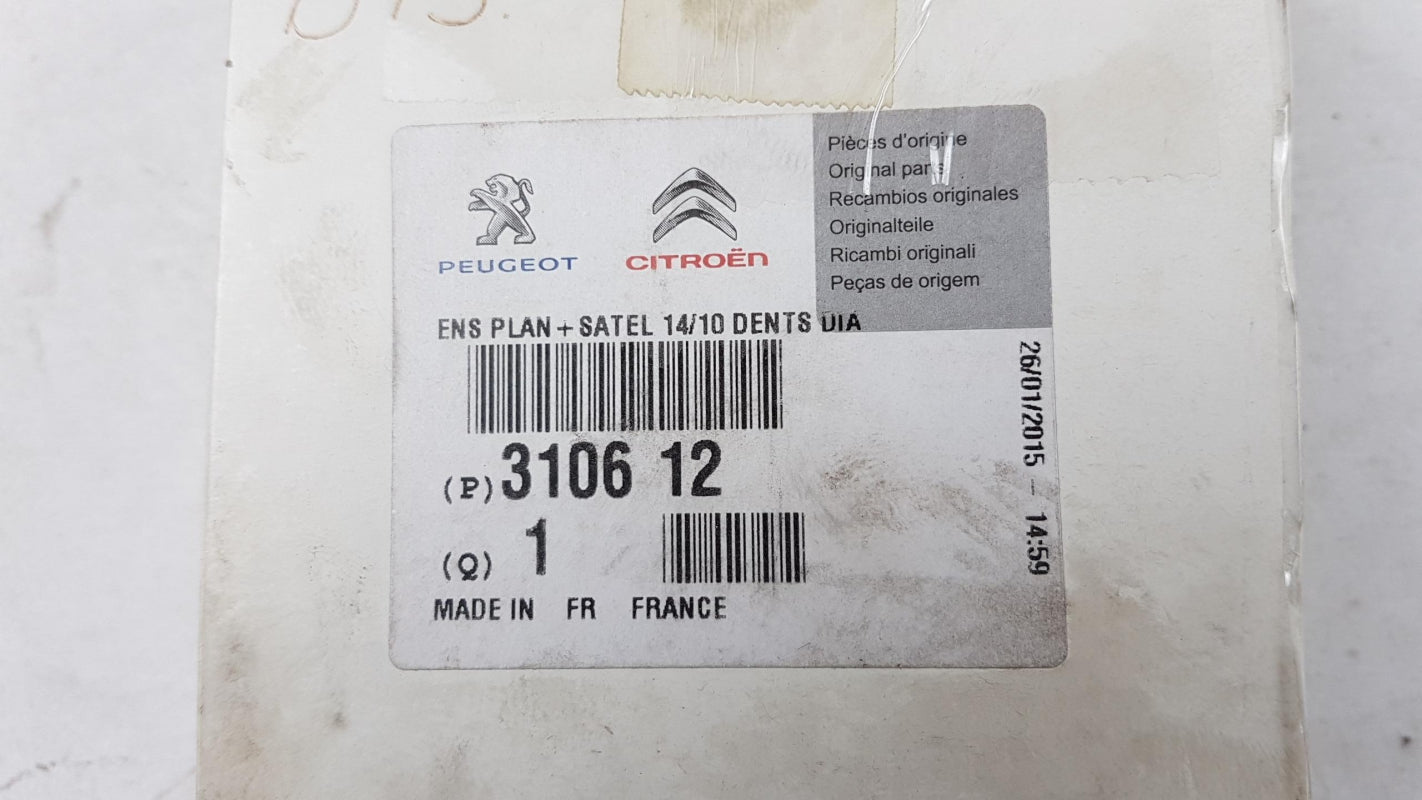 PEUGEOT
CITROËN
Pièces d'origine
Original parts
Recambios originales
Originalteile
Ricambi originali
Peças de origem
ENS PLAN + SATEL 14/10 DENTS DIA
(P) 3106 12
(Q) 1
MADE IN FR FRANCE
26/01/2015 - 14:59